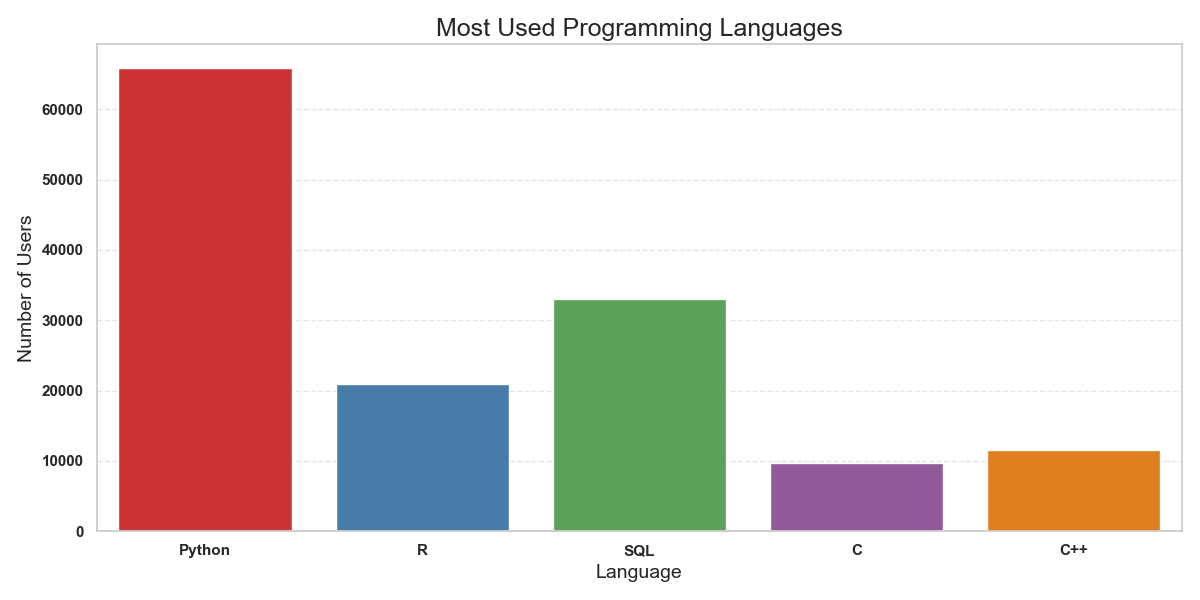 Most Used Programming Languages
Number of Users
60000
50000
40000
30000
20000
10000
0
Python R SQL C C++
Language